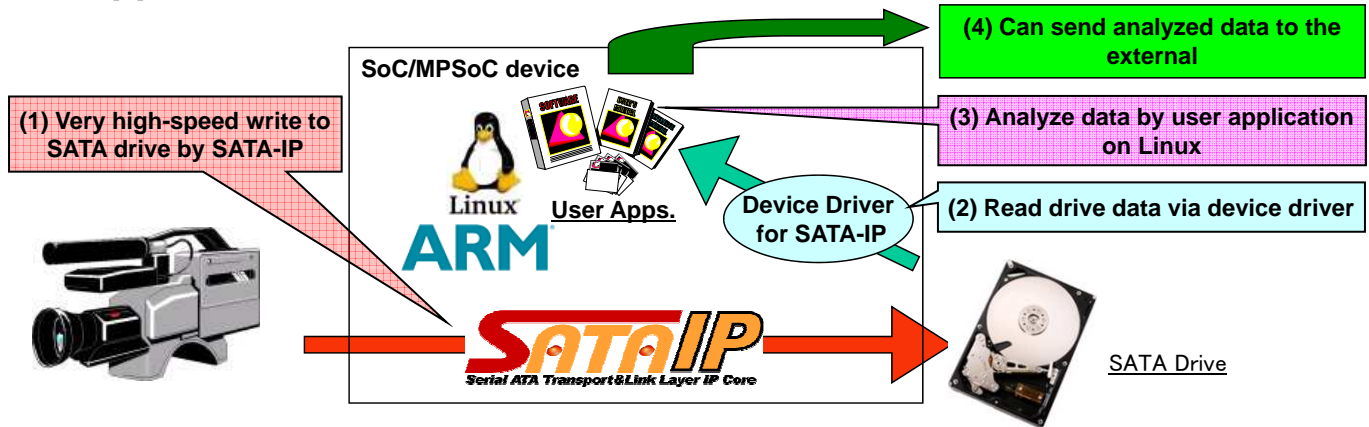 (4) Can send analyzed data to the
external
SoC/MPSoC device
(1) Very high-speed write to
SATA drive by SATA-IP
SOFTWARE
(3) Analyze data by user application
on Linux
Linux
User Apps.
ARM
Device Driver
for SATA-IP
(2) Read drive data via device driver
SATA IP
Serial ATA Transport&Link Layer IP Core
SATA Drive